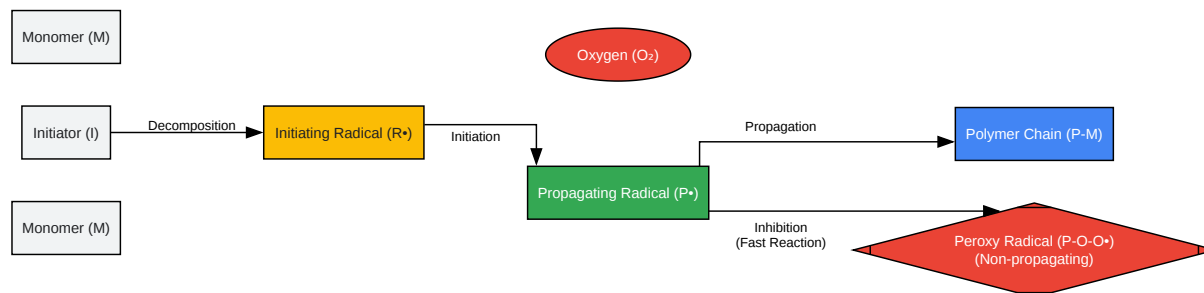 Monomer (M)
Oxygen (O₂)
Initiator (I)
Decomposition
Initiating Radical (R•)
Initiation
Propagation
Polymer Chain (P-M)
Propagating Radical (P•)
Monomer (M)
Inhibition
(Fast Reaction)
Peroxy Radical (P-O-O•)
(Non-propagating)